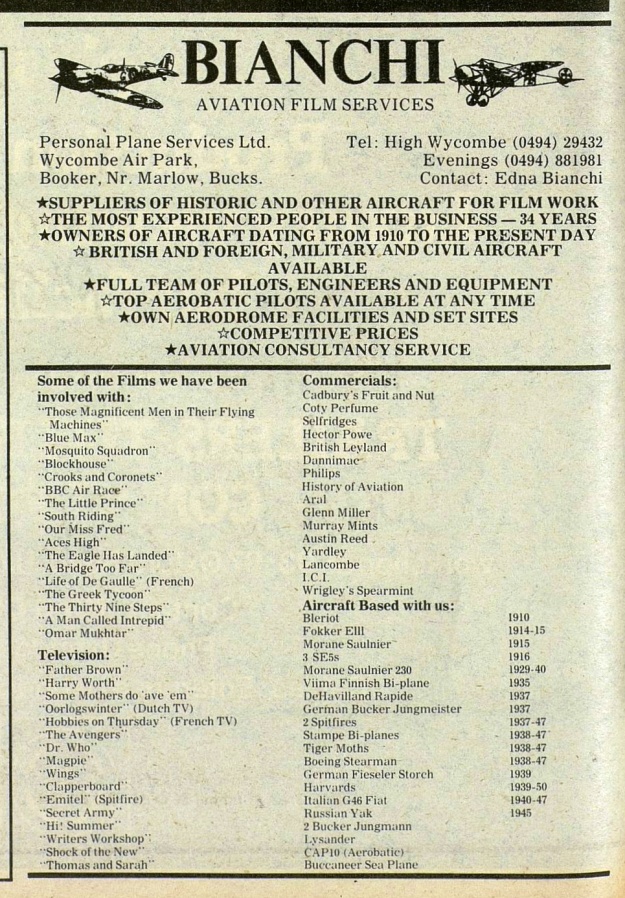 BIANCHI
AVIATION FILM SERVICES
Personal Plane Services Ltd.
Wycombe Air Park,
Booker, Nr. Marlow, Bucks.
Tel: High Wycombe (0494) 29432
Evenings (0494) 881981
Contact: Edna Bianchi
★SUPPLIERS OF HISTORIC AND OTHER AIRCRAFT FOR FILM WORK
☆THE MOST EXPERIENCED PEOPLE IN THE BUSINESS — 34 YEARS
★OWNERS OF AIRCRAFT DATING FROM 1910 TO THE PRESENT DAY
☆ BRITISH AND FOREIGN, MILITARY AND CIVIL AIRCRAFT
AVAILABLE
★FULL TEAM OF PILOTS, ENGINEERS AND EQUIPMENT
☆TOP AEROBATIC PILOTS AVAILABLE AT ANY TIME
★OWN AERODROME FACILITIES AND SET SITES
☆COMPETITIVE PRICES
★AVIATION CONSULTANCY SERVICE
Some of the Films we have been
involved with:
"Those Magnificent Men in Their Flying
Machines"
"Blue Max"
"Mosquito Squadron"
"Blockhouse"
"Crooks and Coronets"
"BBC Air Race"
"The Little Prince"
"South Riding"
"Our Miss Fred"
"Aces High"
"The Eagle Has Landed"
"A Bridge Too Far"
"Life of De Gaulle" (French)
"The Greek Tycoon"
"The Thirty Nine Steps"
"A Man Called Intrepid"
"Omar Mukhtar"
Television:
"Father Brown"
"Harry Worth"
"Some Mothers do 'ave 'em"
"Oorlogswinter" (Dutch TV)
"Hobbies on Thursday" (French TV)
"The Avengers"
"Dr. Who"
"Magpie"
"Wings"
"Clapperboard"
"Emitel" (Spitfire)
"Secret Army"
"Hi! Summer"
"Writers Workshop"
"Shock of the New"
"Thomas and Sarah"
Commercials:
Cadbury's Fruit and Nut
Coty Perfume
Selfridges
Hector Powe
British Leyland
Dannimac
Philips
History of Aviation
Aral
Glenn Miller
Murray Mints
Austin Reed
Yardley
Lancombe
I.C.I.
Wrigley's Spearmint
Aircraft Based with us:
Bleriot 1910
Fokker EIII 1914-15
Morane Saulnier 1915
3 SE5s 1916
Morane Saulnier 230 1929-40
Viima Finnish Bi-plane 1935
DeHavilland Rapide 1937
German Bucker Jungmeister 1937
2 Spitfires 1937-47
Stampe Bi-planes 1938-47
Tiger Moths 1938-47
Boeing Stearman 1938-47
German Fieseler Storch 1939
Harvards 1939-50
Italian G46 Fiat 1940-47
Russian Yak 1945
2 Bucker Jungmann
Lysander
CAP10 (Aerobatic)
Buccaneer Sea Plane